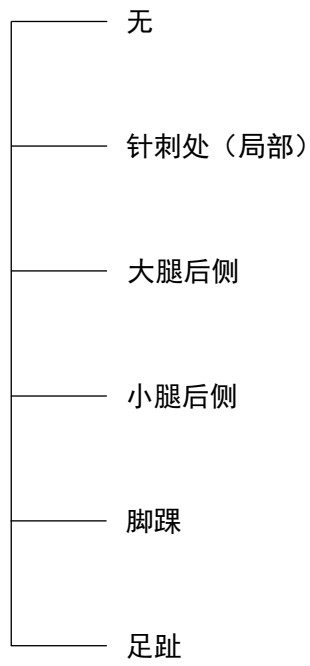 无
针刺处（局部）
大腿后侧
小腿后侧
脚踝
足趾